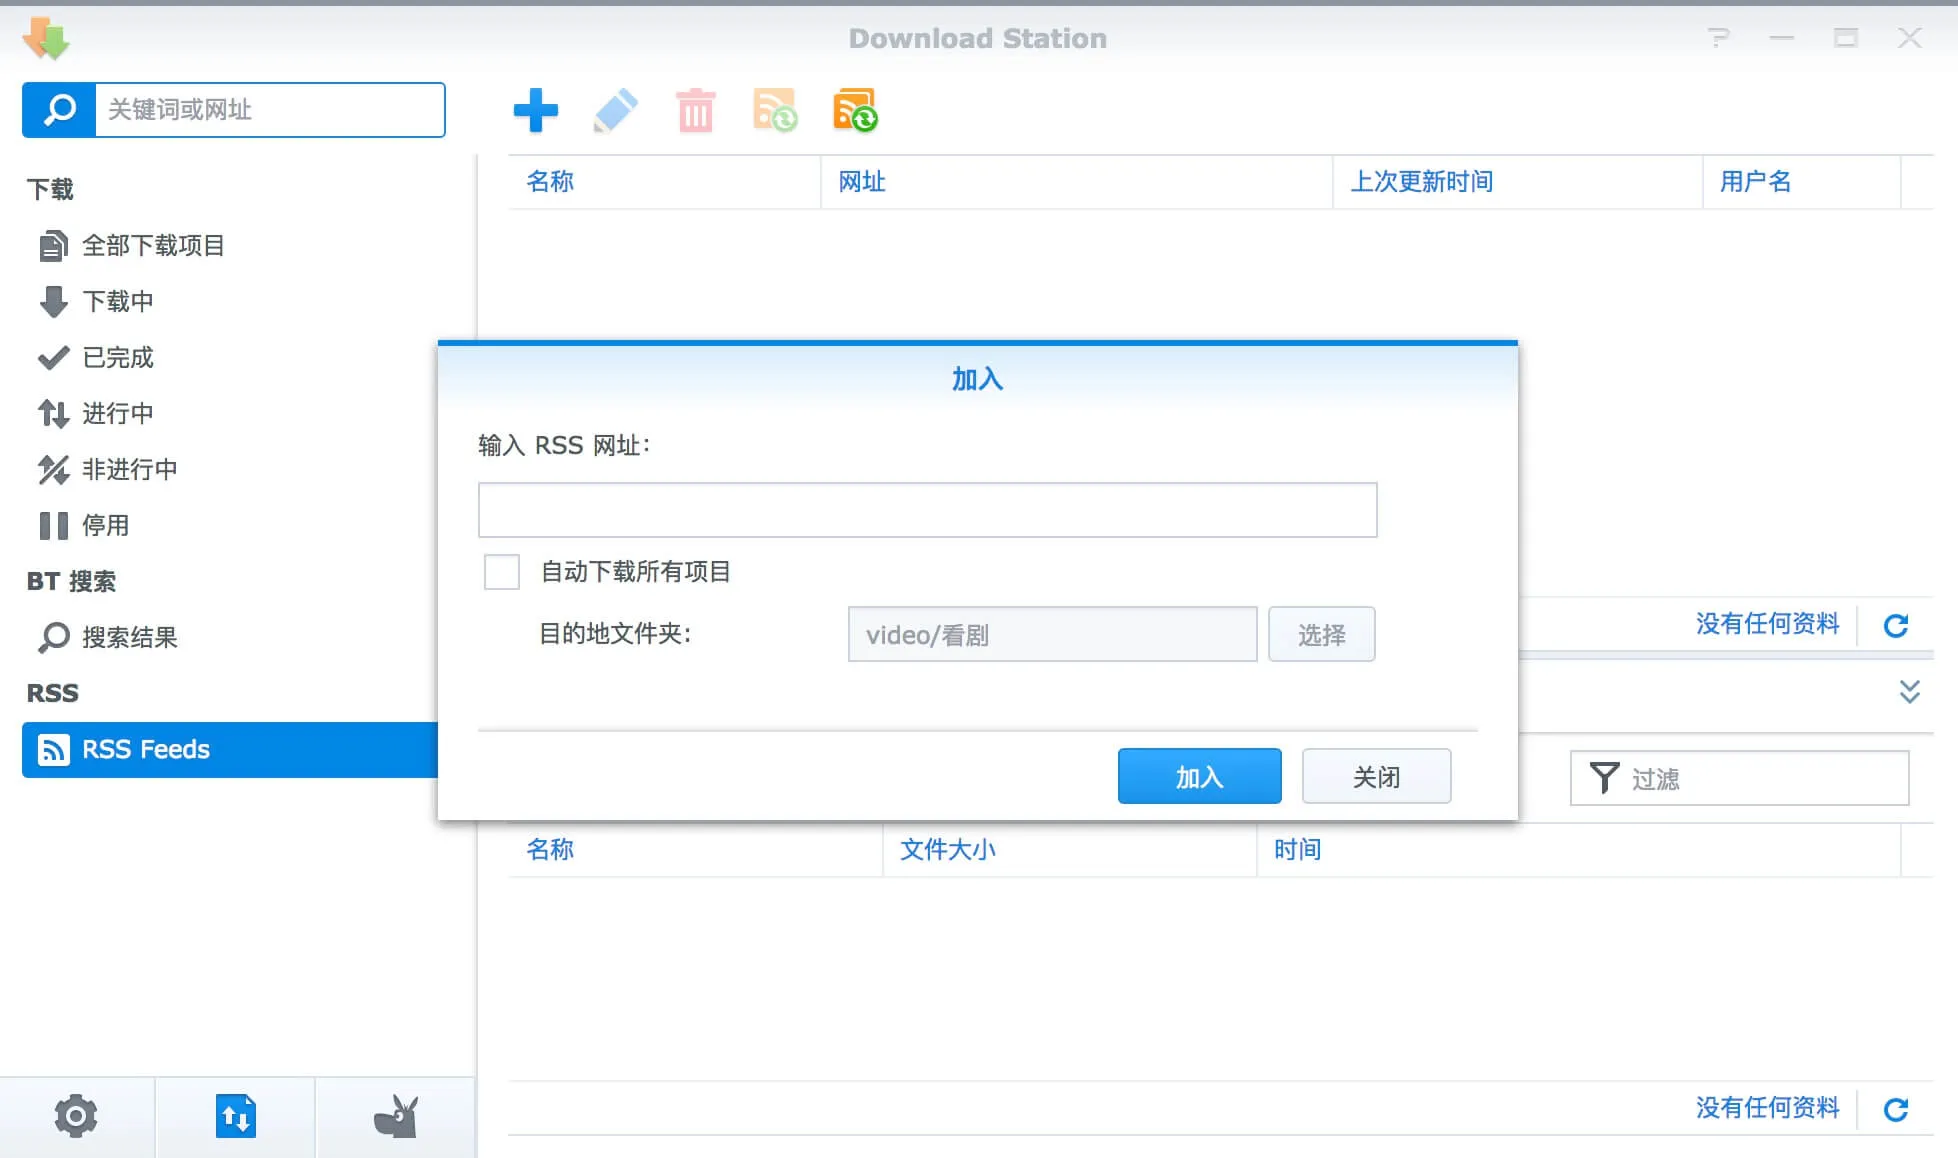 Download Station
关键词或网址
下载
全部下载项目
下载中
已完成
进行中
非进行中
停用
BT 搜索
搜索结果
RSS
RSS Feeds
名称 网址 上次更新时间 用户名
加入
输入 RSS 网址：
自动下载所有项目
目的地文件夹： video/看剧 选择
加入 关闭
没有任何资料
过滤
名称 文件大小 时间
没有任何资料